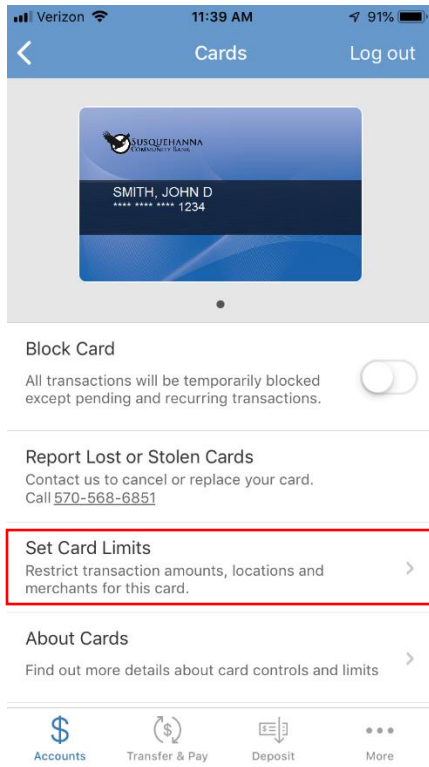 Verizon 11:39 AM 91%
Cards Log out
SUSQUEHANNA
COMMUNITY BANK
SMITH, JOHN D
**** **** **** 1234
Block Card
All transactions will be temporarily blocked
except pending and recurring transactions.
Report Lost or Stolen Cards
Contact us to cancel or replace your card.
Call 570-568-6851
Set Card Limits
Restrict transaction amounts, locations and
merchants for this card.
About Cards
Find out more details about card controls and limits
Accounts Transfer & Pay Deposit More